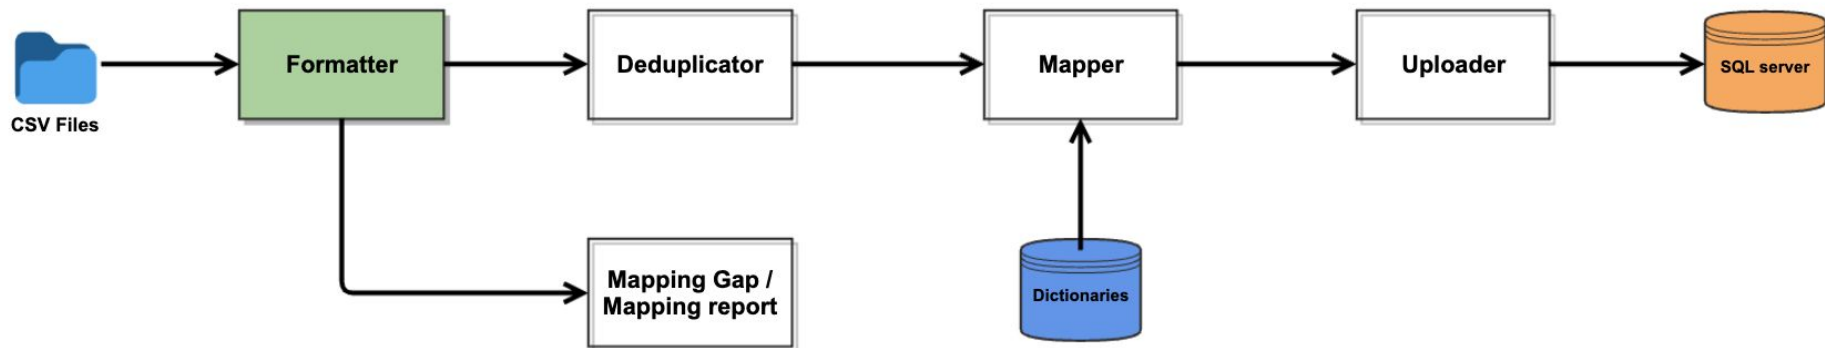 Formatter
Deduplicator
Mapper
Uploader
SQL server
CSV Files
Mapping Gap /
Mapping report
Dictionaries